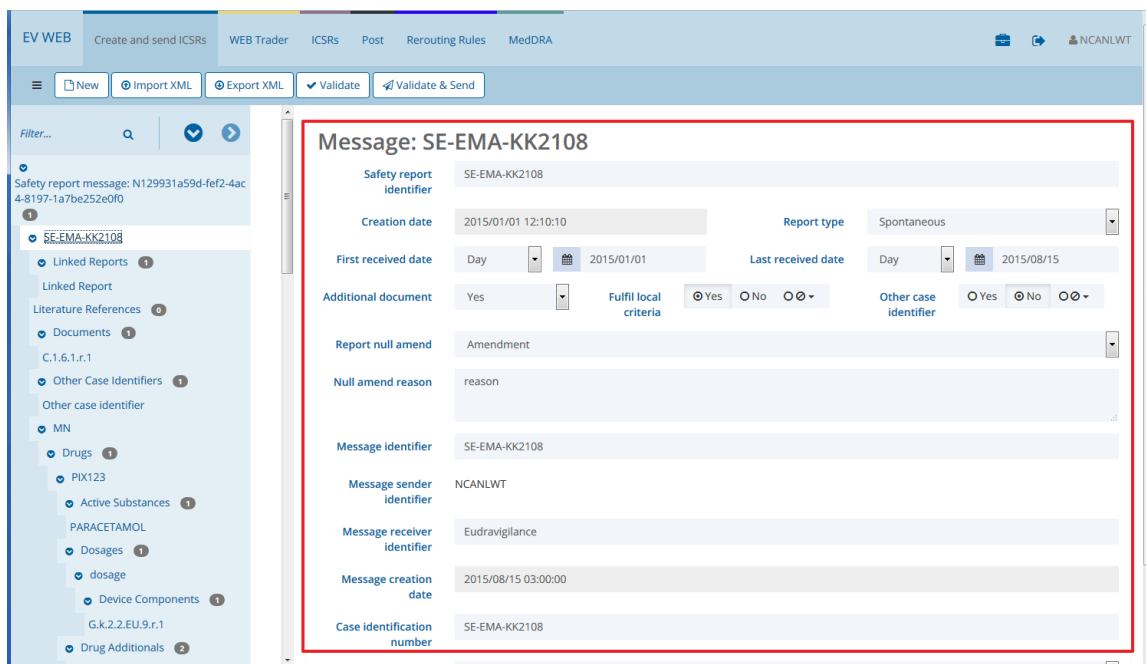 EV WEB Create and send ICSRs WEB Trader ICSRs Post Rerouting Rules MedDRA NCANLWT
New Import XML Export XML Validate Validate & Send
Filter...
Safety report message: N129931a59d-fef2-4ac
4-8197-1a7be252e0f0
1
SE-EMA-KK2108
Linked Reports 1
Linked Report
Literature References 0
Documents 1
C.1.6.1.r.1
Other Case Identifiers 1
Other case identifier
MN
Drugs 1
PIX123
Active Substances 1
PARACETAMOL
Dosages 1
dosage
Device Components 1
G.k.2.2.EU.9.r.1
Drug Additionals 2
Message: SE-EMA-KK2108
Safety report
identifier
SE-EMA-KK2108
Creation date 2015/01/01 12:10:10 Report type Spontaneous
First received date Day 2015/01/01 Last received date Day 2015/08/15
Additional document Yes
Fulfil local
criteria
Yes No
Other case
identifier
Yes No
Report null amend Amendment
Null amend reason reason
Message identifier SE-EMA-KK2108
Message sender
identifier
NCANLWT
Message receiver
identifier
Eudravigilance
Message creation
date
2015/08/15 03:00:00
Case identification
number
SE-EMA-KK2108